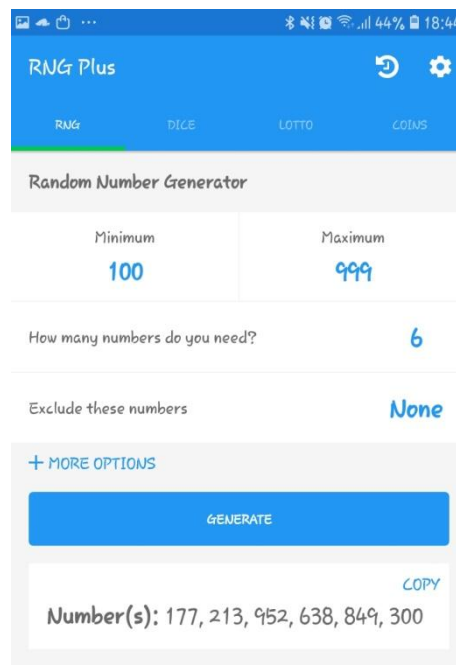 44% 18:44
RNG Plus
RNG DICE LOTTO COINS
Random Number Generator
Minimum Maximum
100 999
How many numbers do you need? 6
Exclude these numbers None
+ MORE OPTIONS
GENERATE
COPY
Number(s): 177, 213, 952, 638, 849, 300